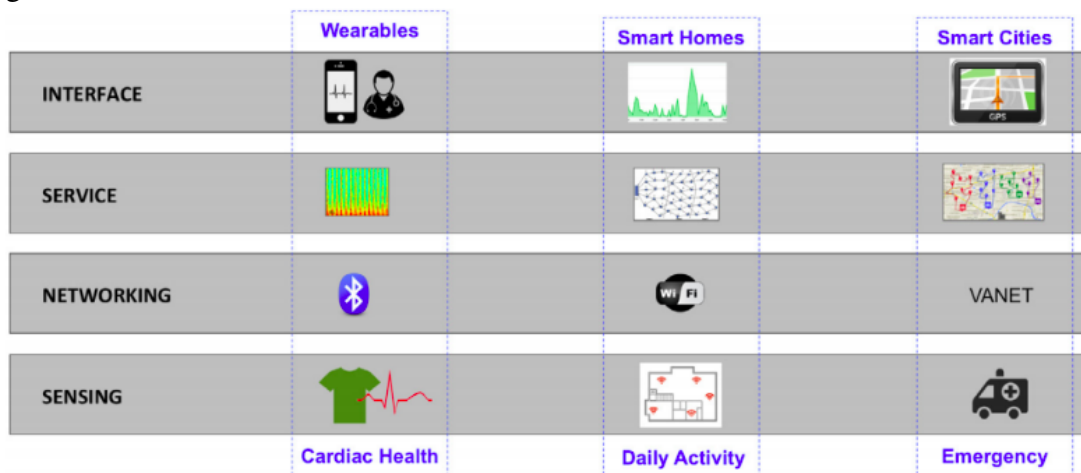 Wearables
Smart Homes
Smart Cities
INTERFACE
GPS
SERVICE
NETWORKING
Wi Fi
VANET
SENSING
Cardiac Health
Daily Activity
Emergency